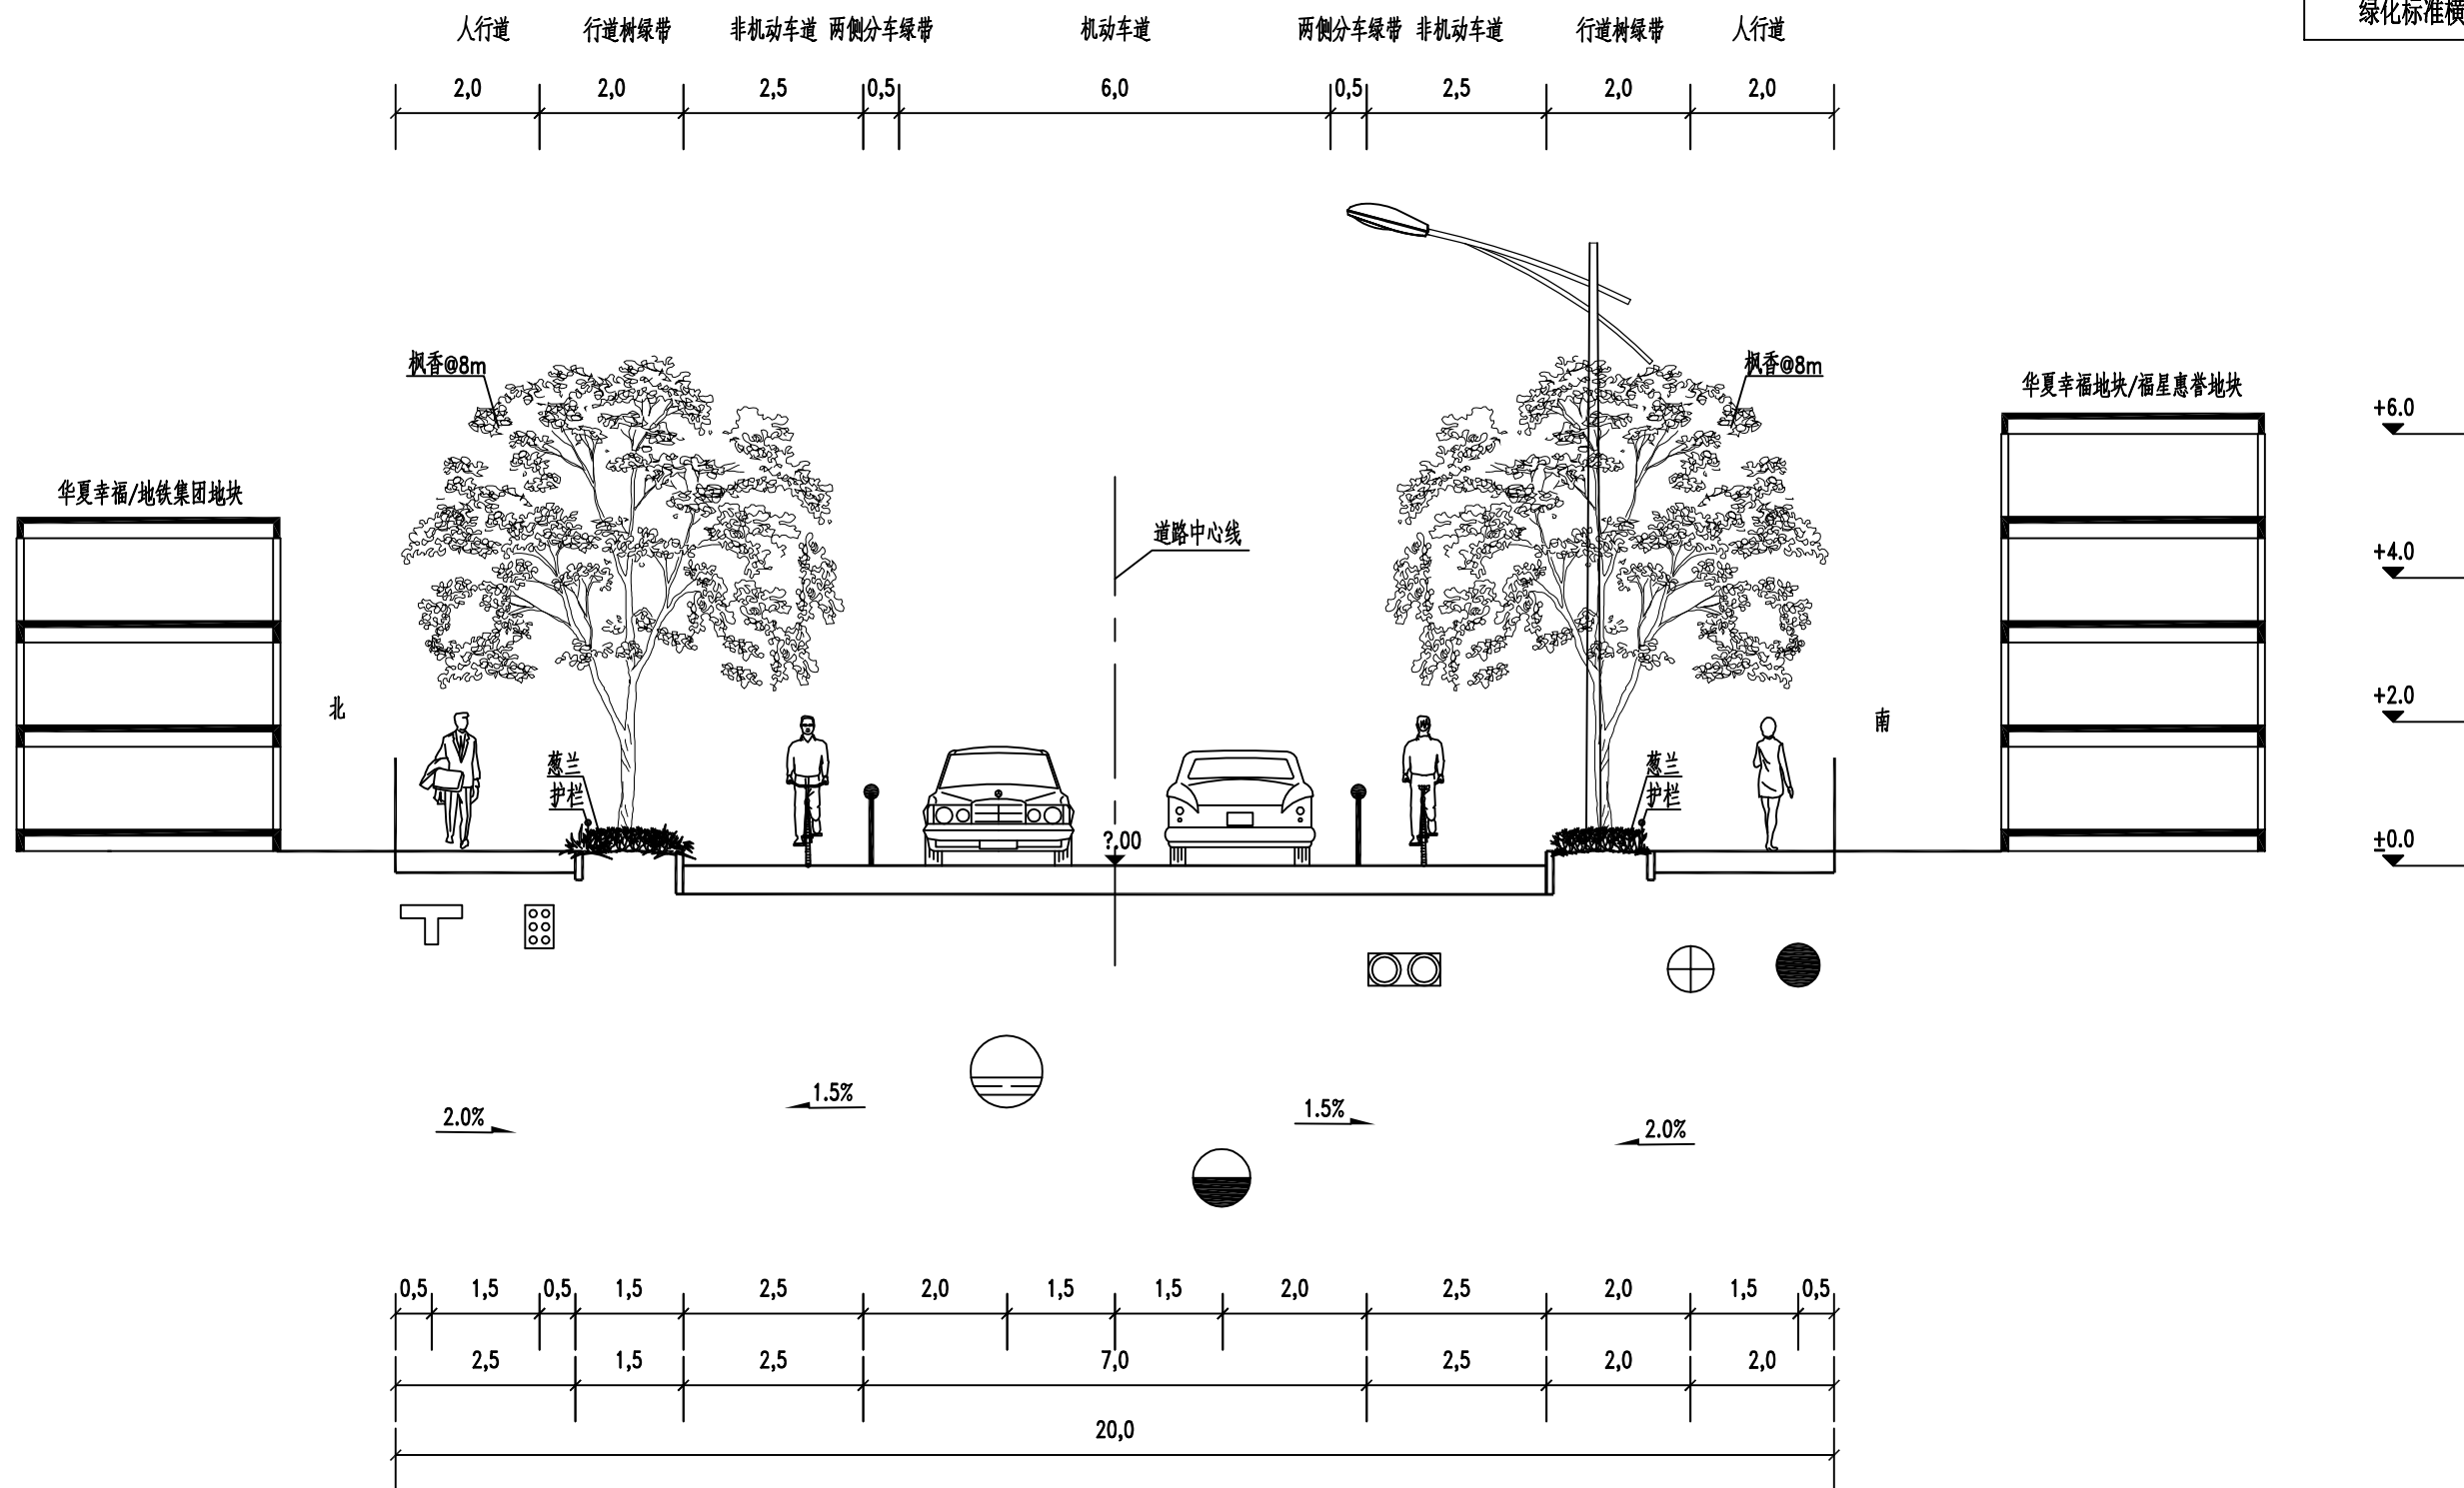 绿化标准横
人行道 行道树绿带 非机动车道 两侧分车绿带 机动车道 两侧分车绿带 非机动车道 行道树绿带 人行道
2,0 2,0 2,5 0,5 6,0 0,5 2,5 2,0 2,0
枫香@8m
枫香@8m
华夏幸福地块/福星惠誉地块
+6.0
华夏幸福/地铁集团地块
道路中心线
+4.0
北
南
+2.0
葱兰
护栏
葱兰
护栏
?.00
±0.0
1.5%
2.0%
1.5%
2.0%
0,5 1,5 0,5 1,5 2,5 2,0 1,5 1,5 2,0 2,5 2,0 1,5 0,5
2,5 1,5 2,5 7,0 2,5 2,0 2,0
20,0